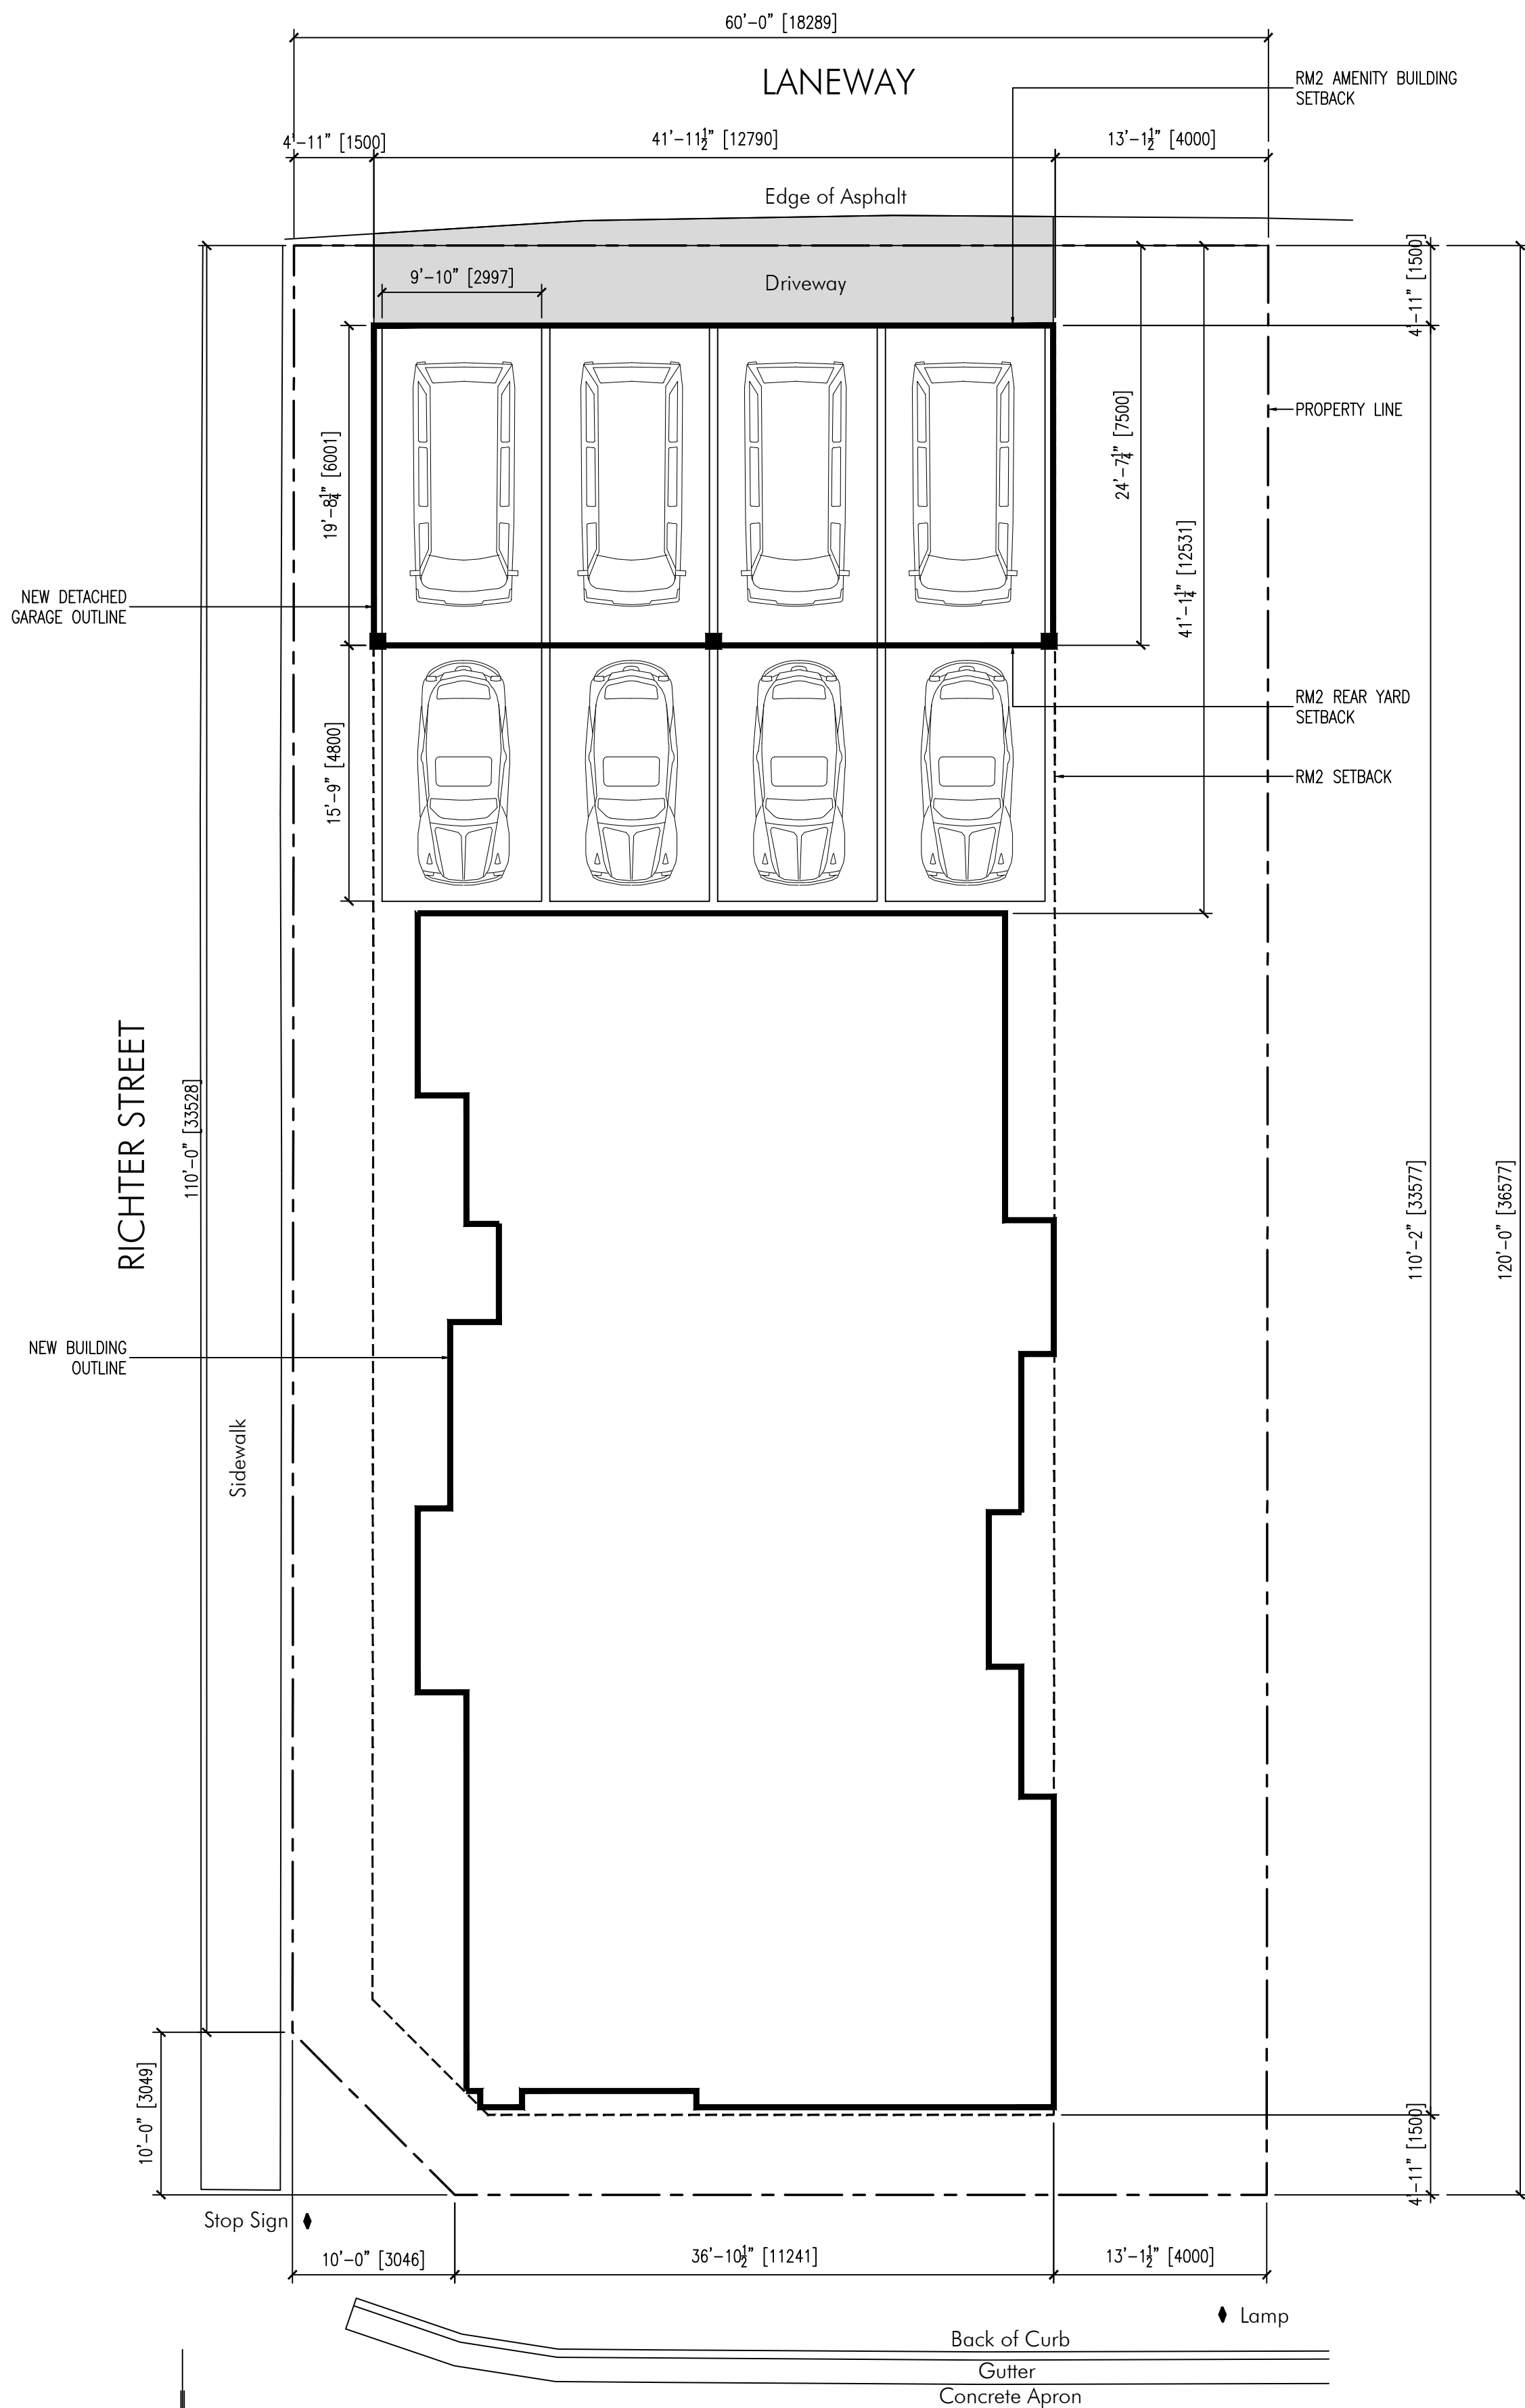 60'-0" [18289]
LANEWAY
RM2 AMENITY BUILDING
SETBACK
4'-11" [1500]
41'-11½" [12790]
13'-1½" [4000]
Edge of Asphalt
9'-10" [2997]
Driveway
4'-11" [1500]
PROPERTY LINE
24'-7¼" [7500]
19'-8¼" [6001]
41'-1¼" [12531]
NEW DETACHED
GARAGE OUTLINE
RM2 REAR YARD
SETBACK
15'-9" [4800]
RM2 SETBACK
RICHTER STREET
110'-0" [33528]
110'-2" [33577]
120'-0" [36577]
NEW BUILDING
OUTLINE
Sidewalk
10'-0" [3049]
4'-11" [1500]
Stop Sign
10'-0" [3046]
36'-10½" [11241]
13'-1½" [4000]
Lamp
Back of Curb
Gutter
Concrete Apron